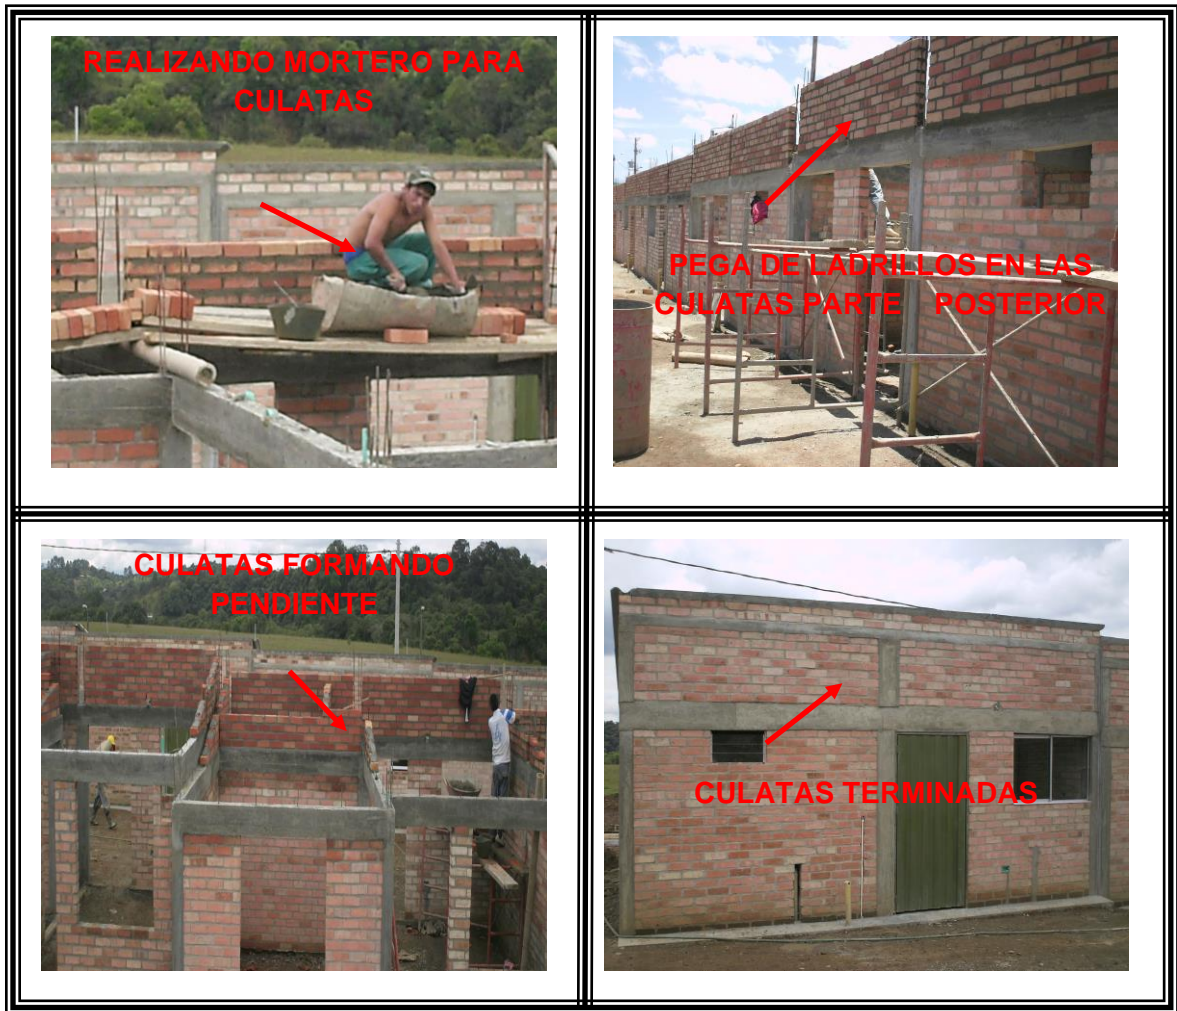 REALIZANDO MORTERO PARA
CULATAS
PEGA DE LADRILLOS EN LAS
CULATAS PARTE POSTERIOR
CULATAS FORMANDO
PENDIENTE
CULATAS TERMINADAS